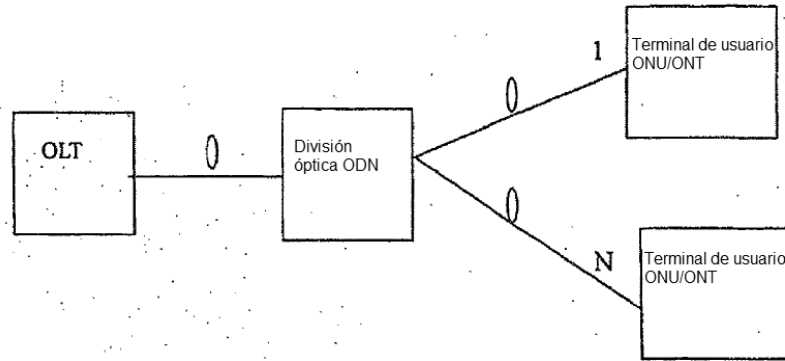 1
Terminal de usuario
ONU/ONT
OLT
División
óptica ODN
N
Terminal de usuario
ONU/ONT